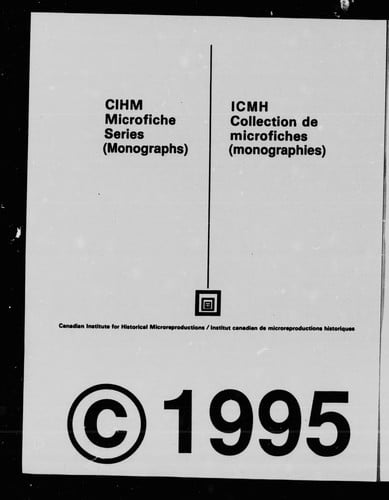 CIHM
Microfiche
Series
(Monographs)
ICMH
Collection de
microfiches
(monographies)
Canadian Institute for Historical Microreproductions / Institut canadien de microreproductions historiques
© 1995